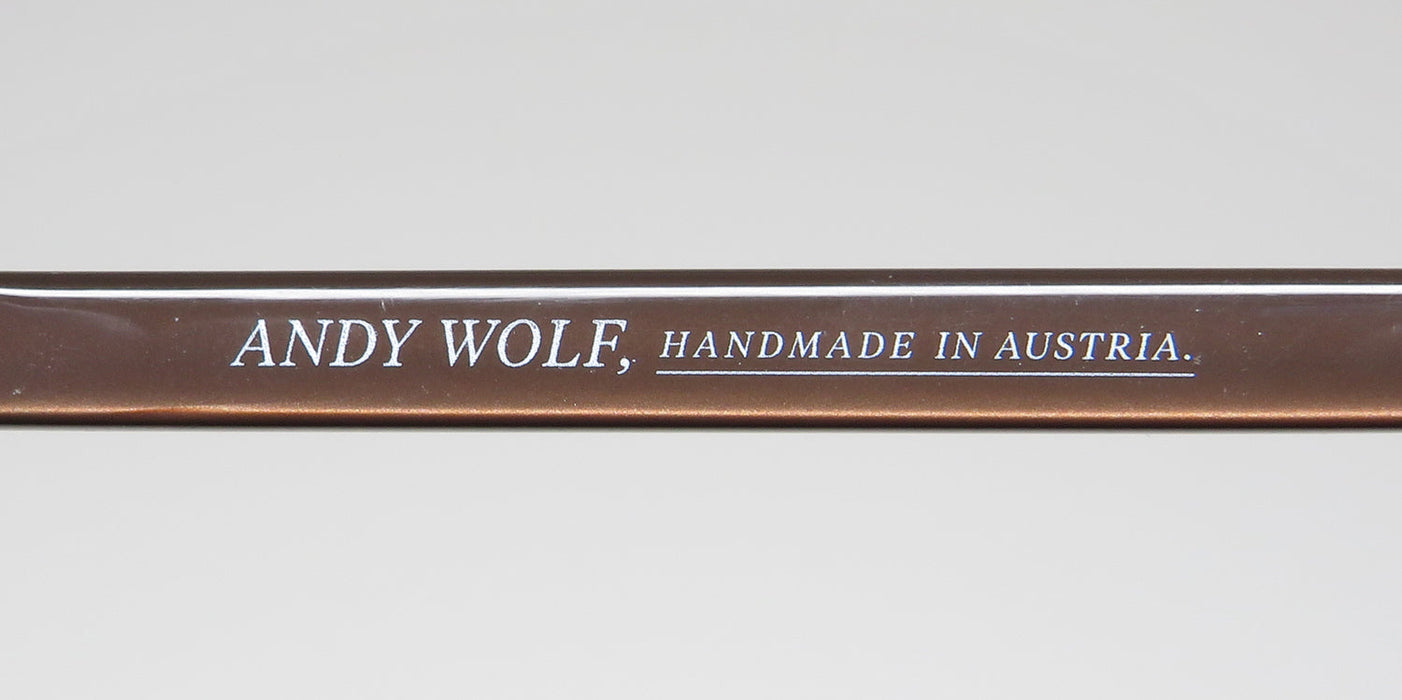 ANDY WOLF, HANDMADE IN AUSTRIA.